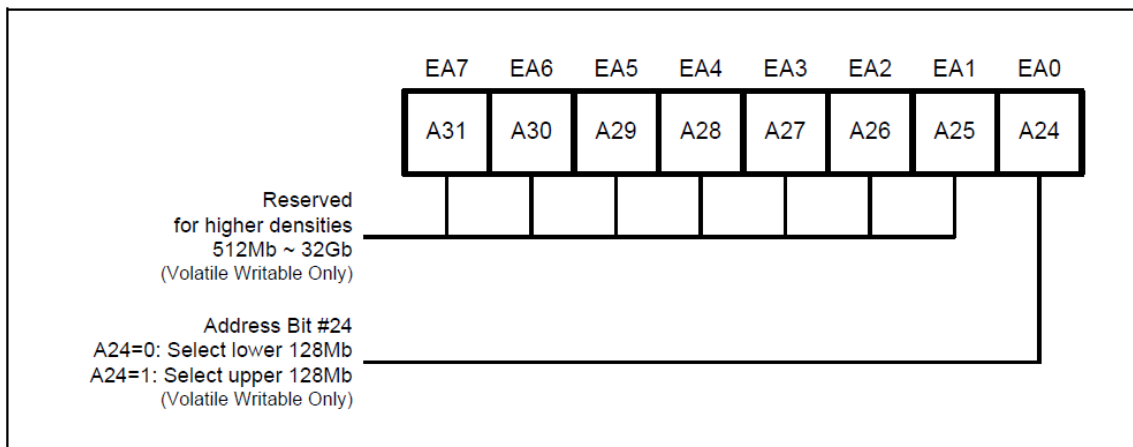 EA7 EA6 EA5 EA4 EA3 EA2 EA1 EA0
A31 A30 A29 A28 A27 A26 A25 A24
Reserved
for higher densities
512Mb ~ 32Gb
(Volatile Writable Only)
Address Bit #24
A24=0: Select lower 128Mb
A24=1: Select upper 128Mb
(Volatile Writable Only)